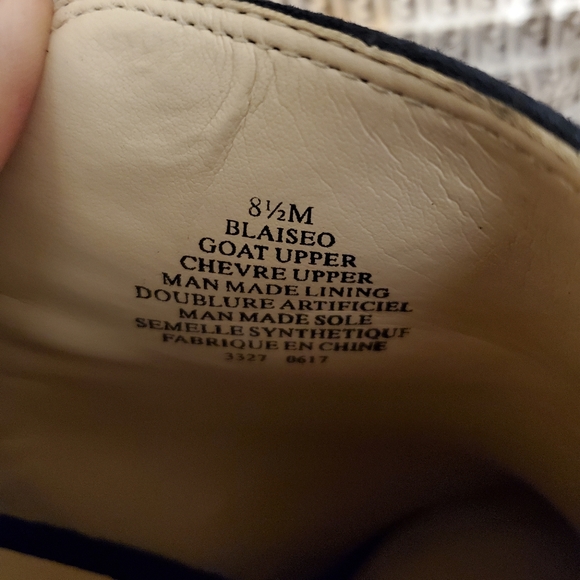 8½M
BLAISEO
GOAT UPPER
CHEVRE UPPER
MAN MADE LINING
DOUBLURE ARTIFICIEL
MAN MADE SOLE
SEMELLE SYNTHETIQUE
FABRIQUE EN CHINE
3327 0617